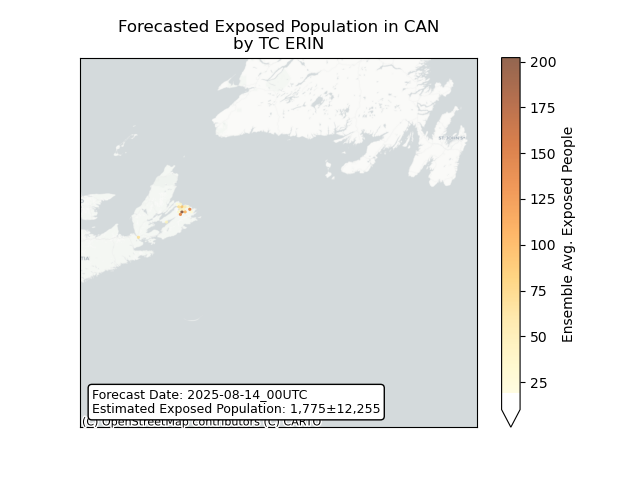 Forecasted Exposed Population in CAN
by TC ERIN
200
175
150
125
100
75
50
25
Ensemble Avg. Exposed People
Forecast Date: 2025-08-14_00UTC
Estimated Exposed Population: 1,775±12,255
(C) OpenStreetMap contributors (C) CARTO